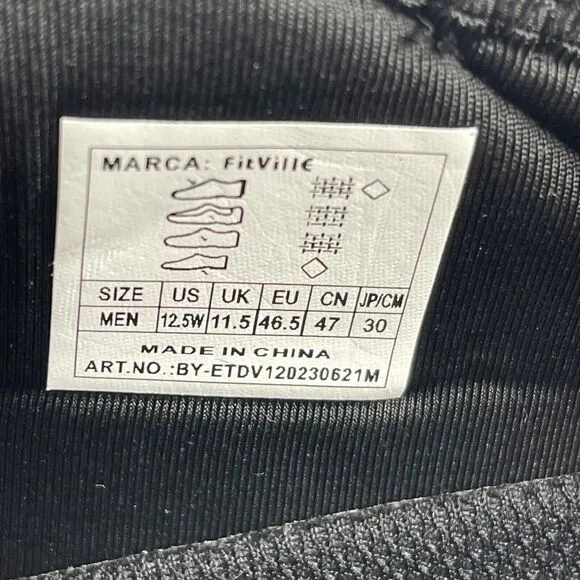 MARCA: FitVille
SIZE US UK EU CN JP/CM
MEN 12.5W 11.5 46.5 47 30
MADE IN CHINA
ART.NO.:BY-ETDV120230621M